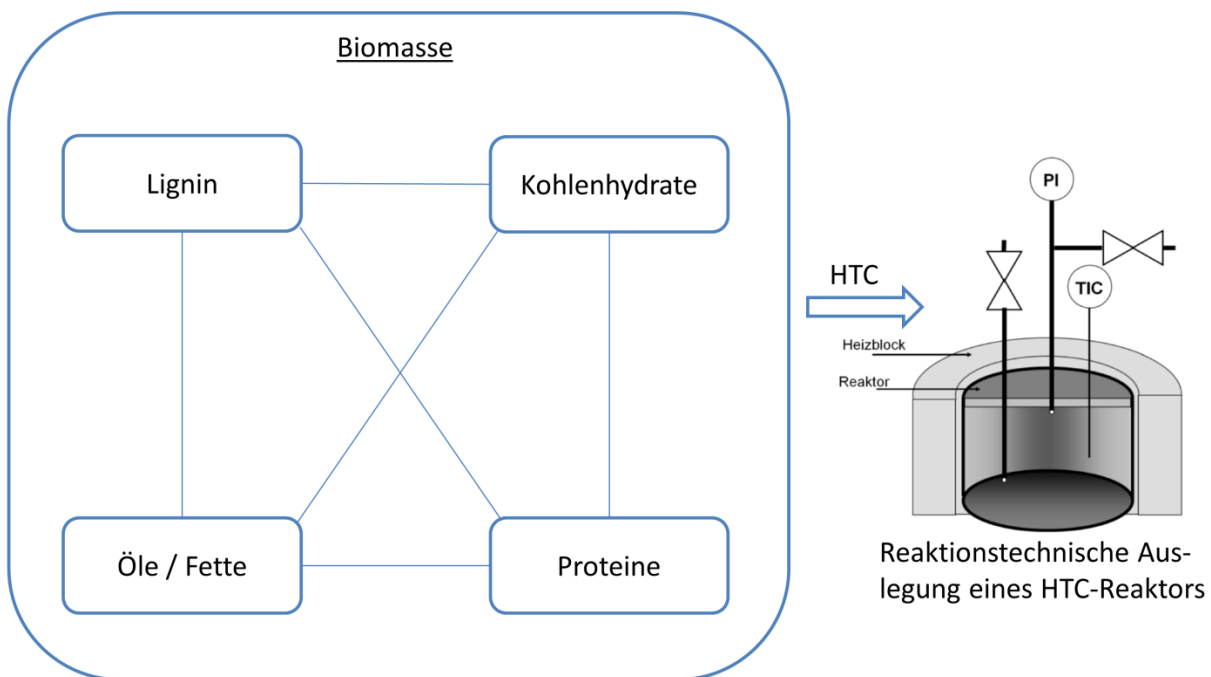 Biomasse
Lignin
Kohlenhydrate
Öle / Fette
Proteine
HTC
PI
TIC
Heizblock
Reaktor
Reaktionstechnische Aus-
legung eines HTC-Reaktors